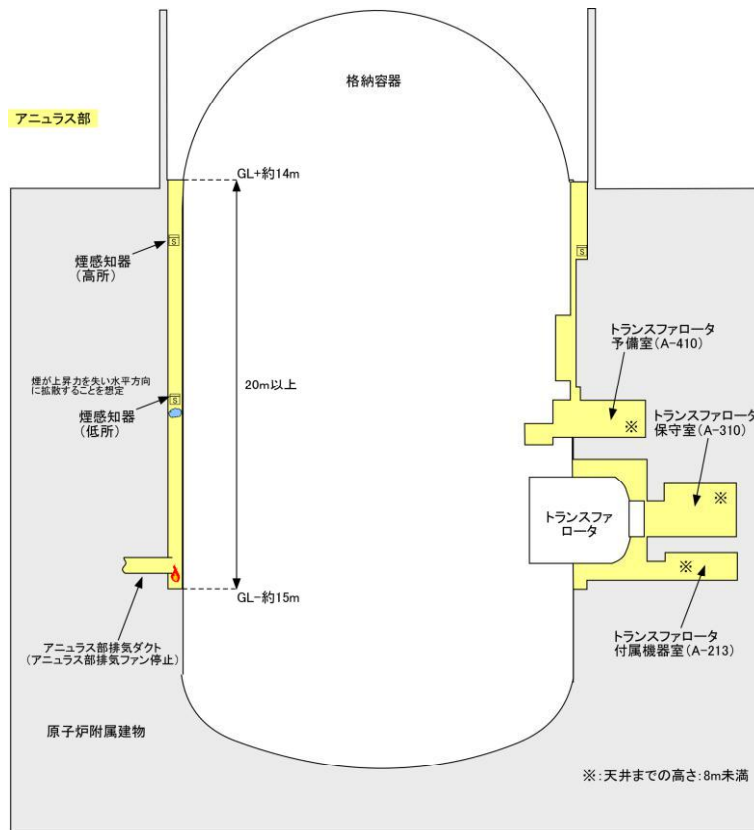 格納容器
アニュラス部
GL+約14m
煙感知器
(高所)
トランスファロータ
予備室(A-410)
煙が上昇力を失い水平方向
に拡散することを想定
20m以上
煙感知器
(低所)
トランスファロータ
保守室(A-310)
トランスファ
ロータ
GL-約15m
アニュラス部排気ダクト
(アニュラス部排気ファン停止)
トランスファロータ
付属機器室(A-213)
原子炉附属建物
※:天井までの高さ:8m未満
S
S
S
※
※
※